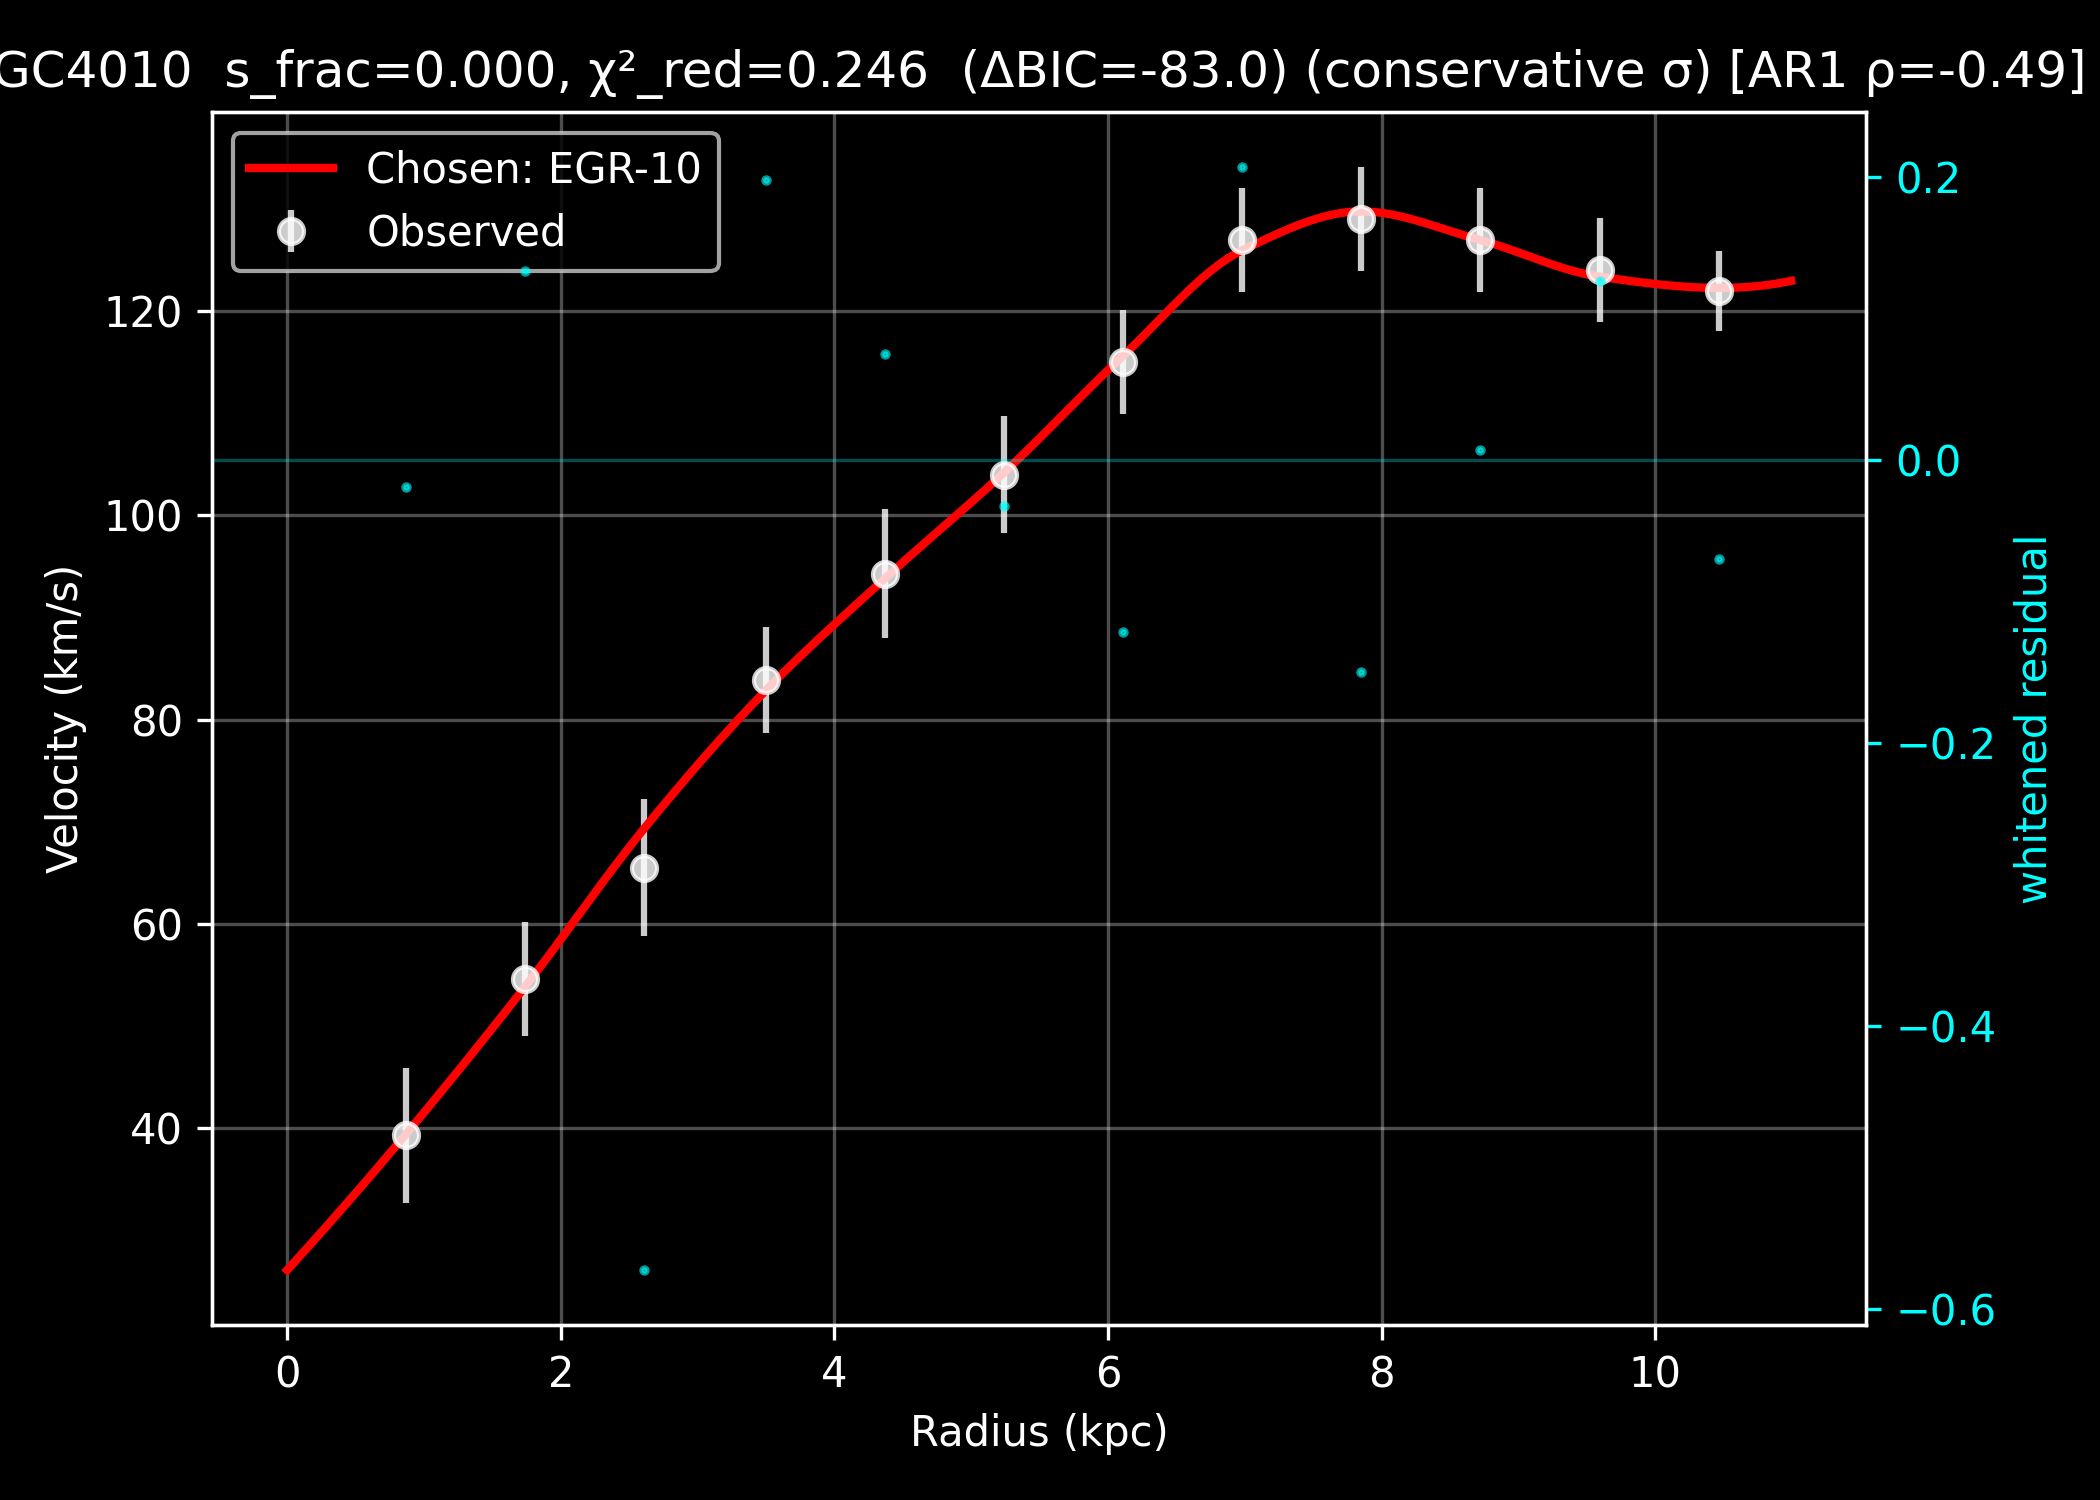 GC4010 s_frac=0.000, χ²_red=0.246 (ΔBIC=-83.0) (conservative σ) [AR1 ρ=-0.49]
Chosen: EGR-10
Observed
120
100
80
60
40
Velocity (km/s)
0.2
0.0
−0.2
−0.4
−0.6
whitened residual
0 2 4 6 8 10
Radius (kpc)